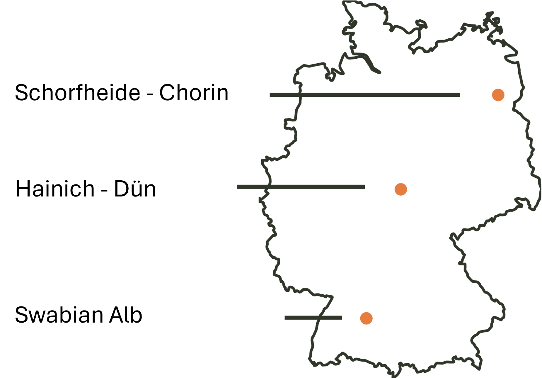 Schorfheide - Chorin
Hainich - Dün
Swabian Alb